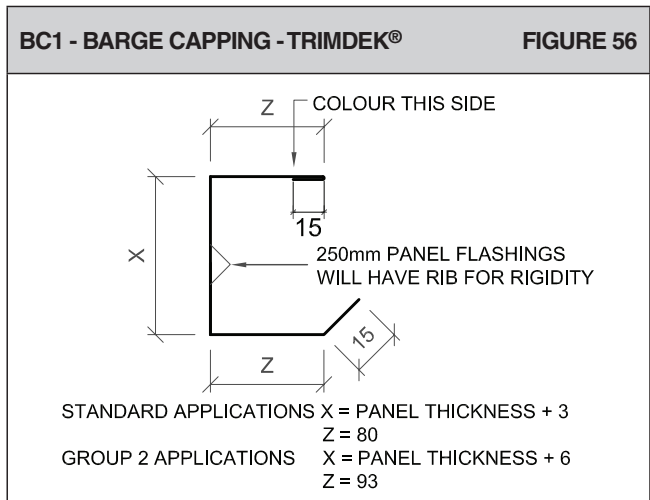 BC1 - BARGE CAPPING - TRIMDEK® FIGURE 56
Z COLOUR THIS SIDE
15
X
250mm PANEL FLASHINGS
WILL HAVE RIB FOR RIGIDITY
15
Z
STANDARD APPLICATIONS X = PANEL THICKNESS + 3
Z = 80
GROUP 2 APPLICATIONS X = PANEL THICKNESS + 6
Z = 93